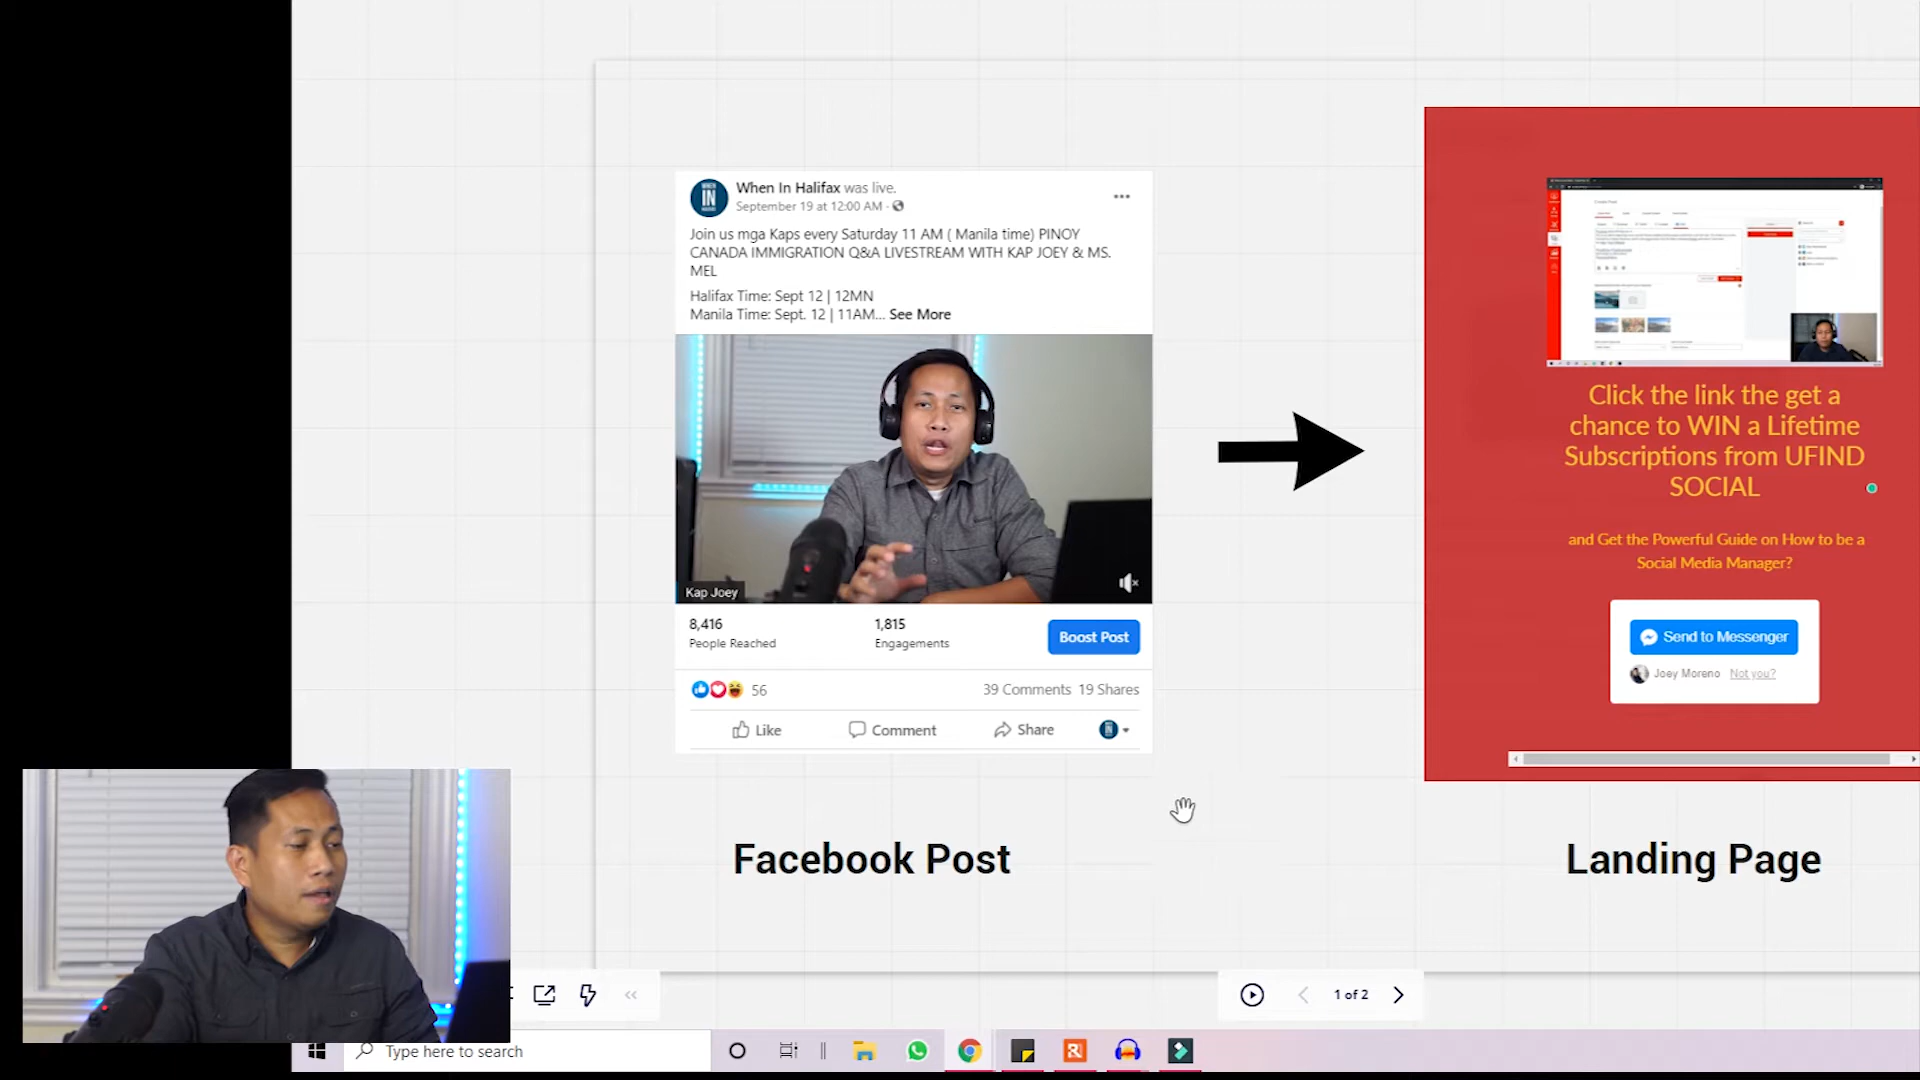 When In Halifax was live.
September 19 at 12:00 AM
Join us mga Kaps every Saturday 11 AM ( Manila time) PINOY
CANADA IMMIGRATION Q&A LIVESTREAM WITH KAP JOEY & MS.
MEL
Halifax Time: Sept 12 | 12MN
Manila Time: Sept. 12 | 11AM... See More
Kap Joey
8,416
People Reached
1,815
Engagements
Boost Post
56
39 Comments 19 Shares
Like
Comment
Share
Facebook Post
Click the link the get a
chance to WIN a Lifetime
Subscriptions from UFIND
SOCIAL
and Get the Powerful Guide on How to be a
Social Media Manager?
Send to Messenger
Joey Moreno Not you?
Landing Page
1 of 2
Type here to search